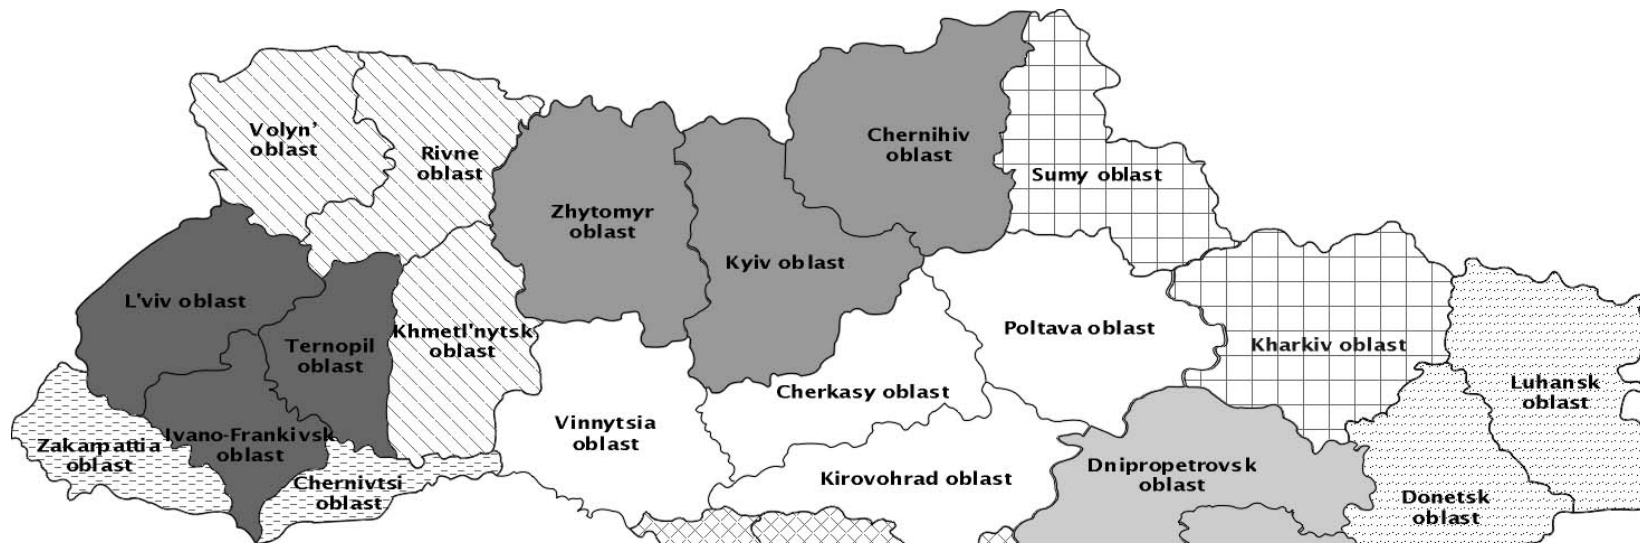 Volyn'
oblast
Rivne
oblast
Chernihiv
oblast
Sumy oblast
Zhytomyr
oblast
Kyiv oblast
L'viv oblast
Ternopil
oblast
Khmetl'nytsk
oblast
Poltava oblast
Kharkiv oblast
Luhansk
oblast
Cherkasy oblast
Vinnytsia
oblast
Zakarpattia
oblast
Ivano-Frankivsk
oblast
Chernivtsi
oblast
Kirovohrad oblast
Dnipropetrovsk
oblast
Donetsk
oblast